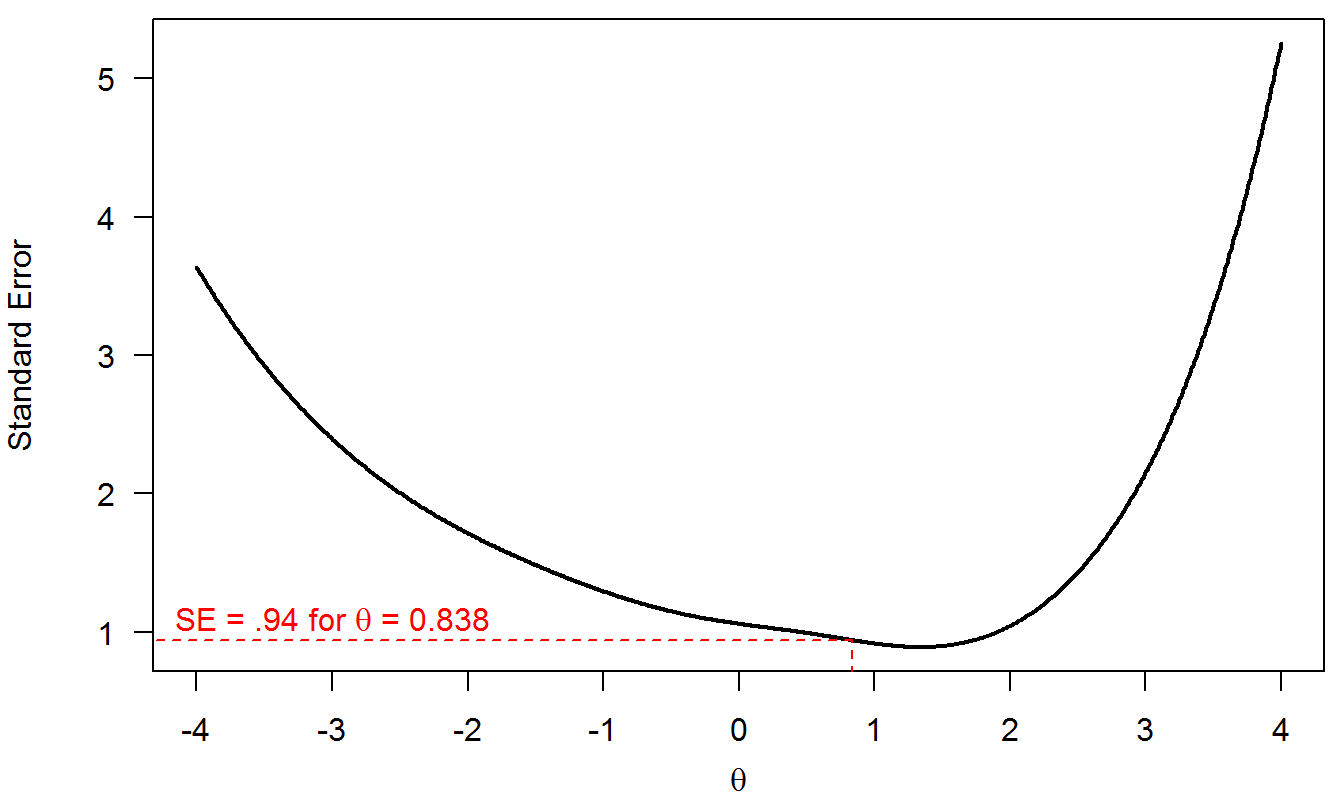 5
4
3
2
1
Standard Error
SE = .94 for θ = 0.838
-4 -3 -2 -1 0 1 2 3 4
θ